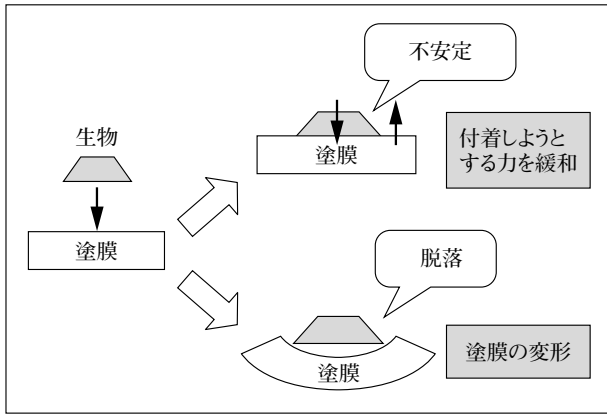 生物
塗膜
不安定
塗膜
付着しようと
する力を緩和
脱落
塗膜
塗膜の変形